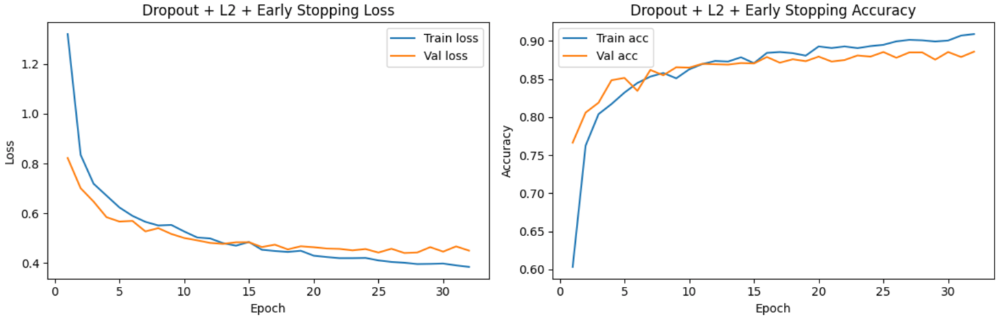 Dropout + L2 + Early Stopping Loss
Train loss
Val loss
Loss
1.2
1.0
0.8
0.6
0.4
0 5 10 15 20 25 30
Epoch
Dropout + L2 + Early Stopping Accuracy
Train acc
Val acc
Accuracy
0.90
0.85
0.80
0.75
0.70
0.65
0.60
0 5 10 15 20 25 30
Epoch